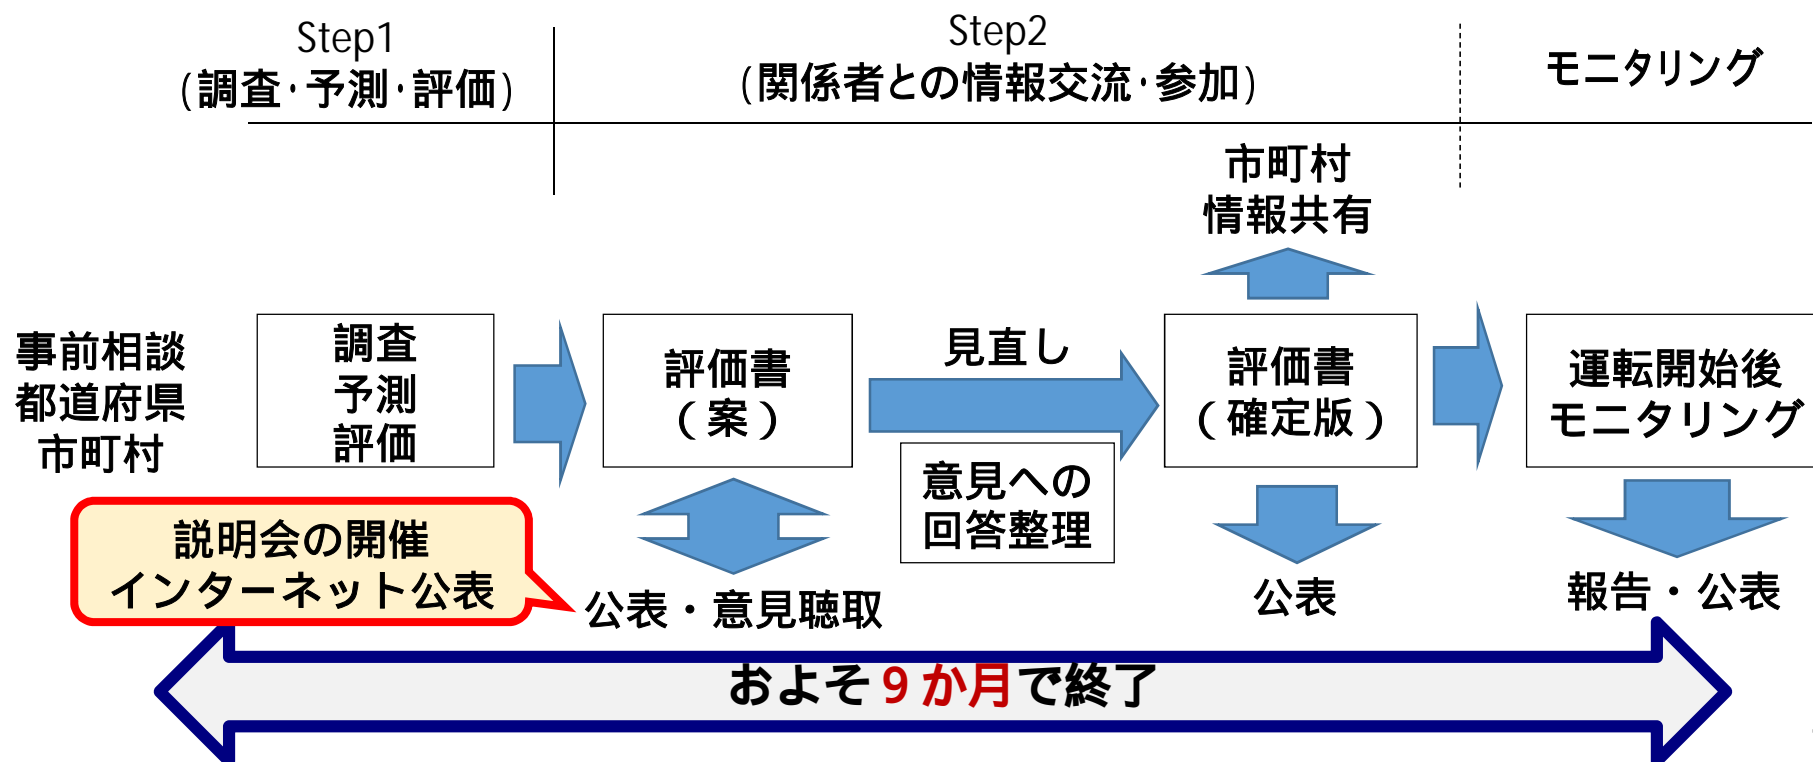 Step1
(調査･予測･評価)
Step2
(関係者との情報交流･参加)
モニタリング
市町村
情報共有
事前相談
都道府県
市町村
調査
予測
評価
評価書
(案)
見直し
意見への
回答整理
評価書
(確定版)
運転開始後
モニタリング
説明会の開催
インターネット公表
公表・意見聴取
公表
報告・公表
およそ9か月で終了